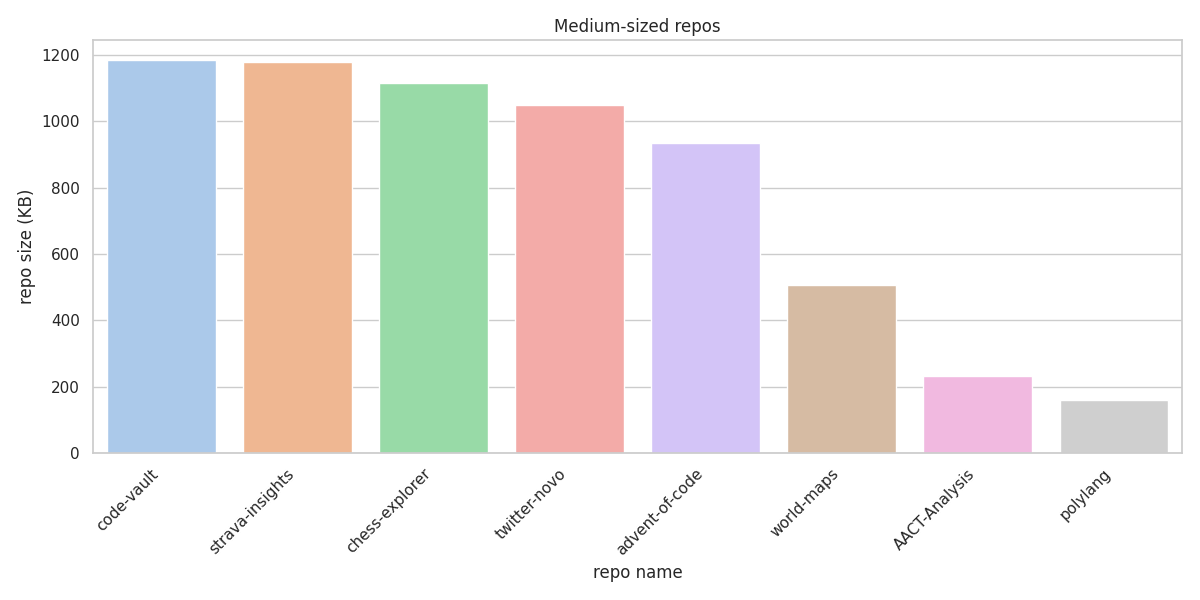 Medium-sized repos
repo size (KB)
1200
1000
800
600
400
200
0
code-vault
strava-insights
chess-explorer
twitter-novo
advent-of-code
world-maps
AACT-Analysis
polylang
repo name